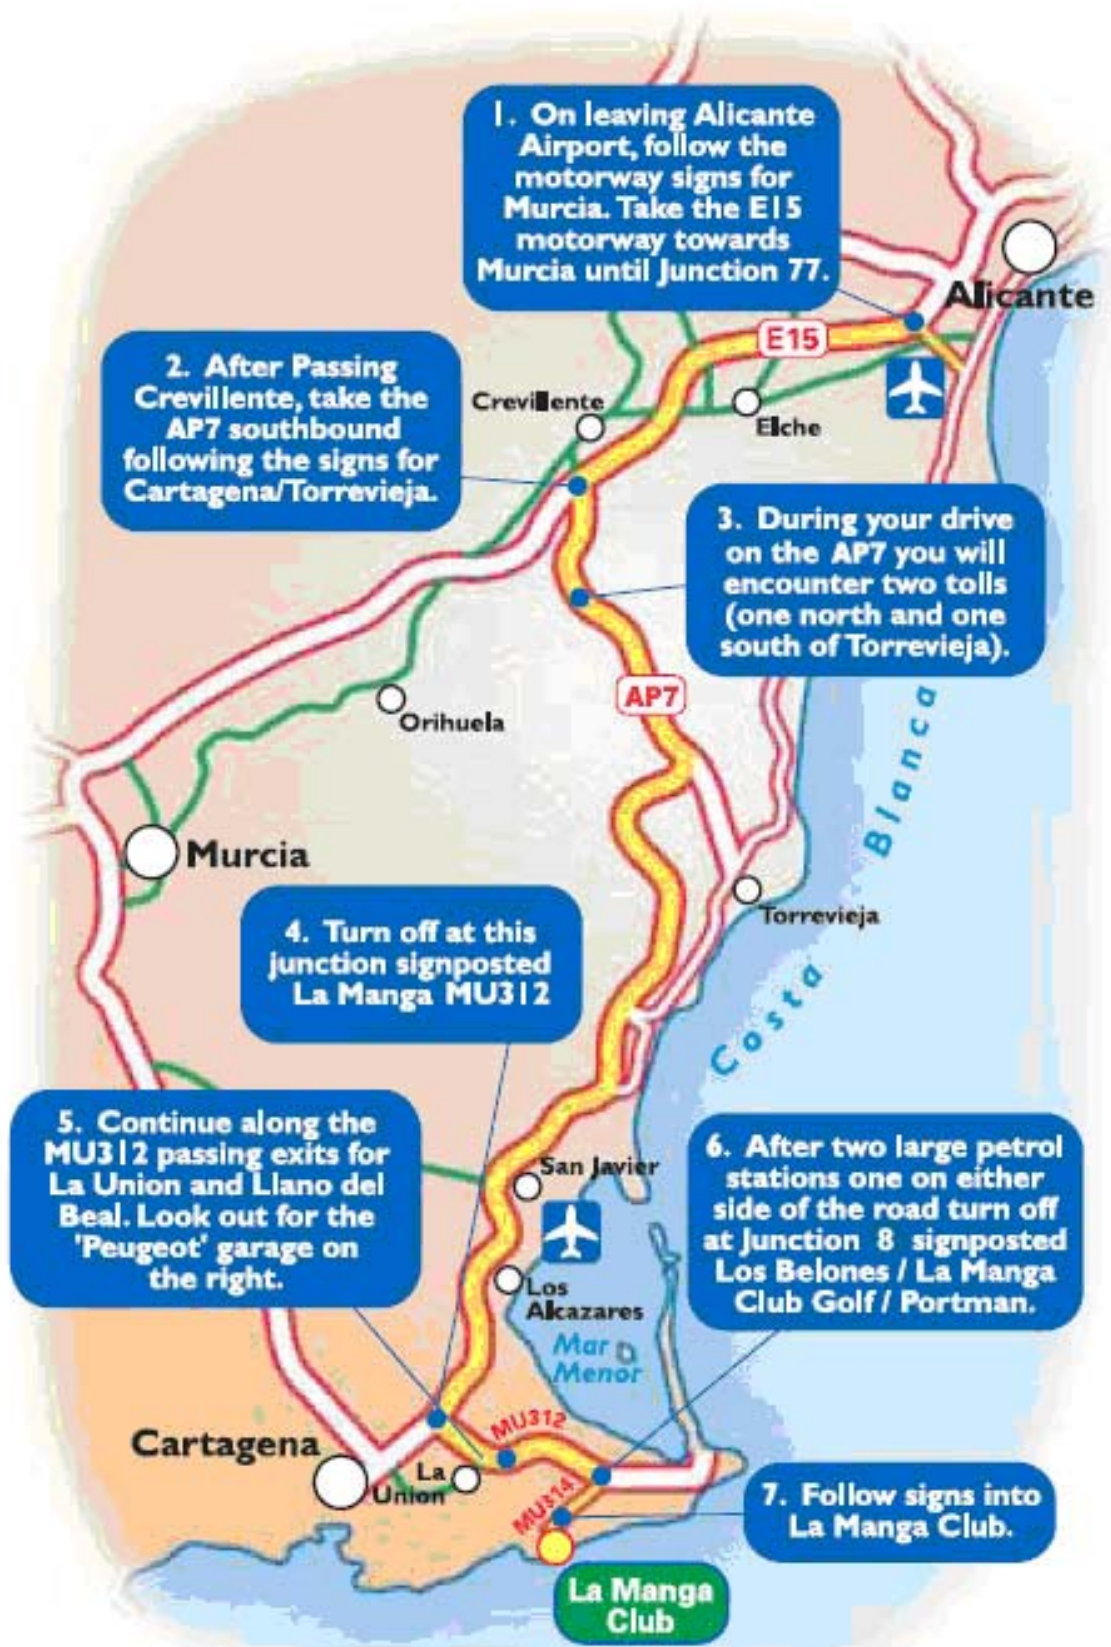 1. On leaving Alicante
Airport, follow the
motorway signs for
Murcia. Take the E15
motorway towards
Murcia until Junction 77.
Alicante
E15
2. After Passing
Crevillente, take the
AP7 southbound
following the signs for
Cartagena/Torrevieja.
Crevillente
Elche
3. During your drive
on the AP7 you will
encounter two tolls
(one north and one
south of Torrevieja).
AP7
Orihuela
Murcia
Torrevieja
Costa Blanca
4. Turn off at this
junction signposted
La Manga MU312
5. Continue along the
MU312 passing exits for
La Union and Llano del
Beal. Look out for the
'Peugeot' garage on
the right.
San Javier
6. After two large petrol
stations one on either
side of the road turn off
at Junction 8 signposted
Los Belones / La Manga
Club Golf / Portman.
Los
Alcazares
Mar
Menor
Cartagena
MU312
La
Union
MU314
7. Follow signs into
La Manga Club.
La Manga
Club